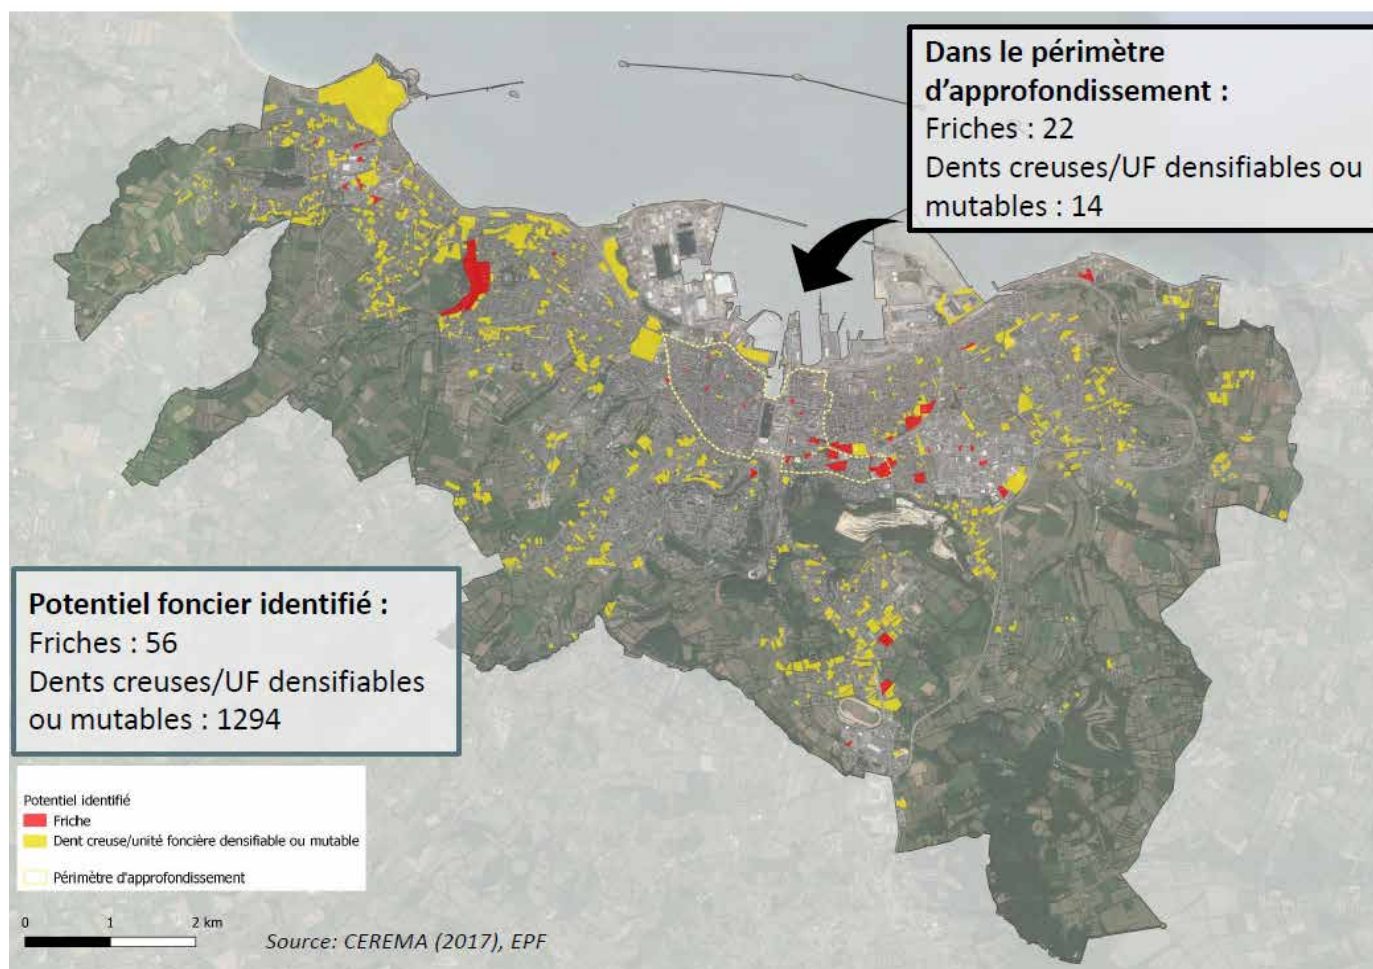 Dans le périmètre
d'approfondissement :
Friches : 22
Dents creuses/UF densifiables ou
mutables : 14
Potentiel foncier identifié :
Friches : 56
Dents creuses/UF densifiables
ou mutables : 1294
Potentiel identifié
Friche
Dent creuse/unité foncière densifiable ou mutable
Périmètre d'approfondissement
0 1 2 km
Source: CEREMA (2017), EPF